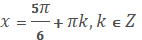 x = 5π/6 + πk, k ∈ Z